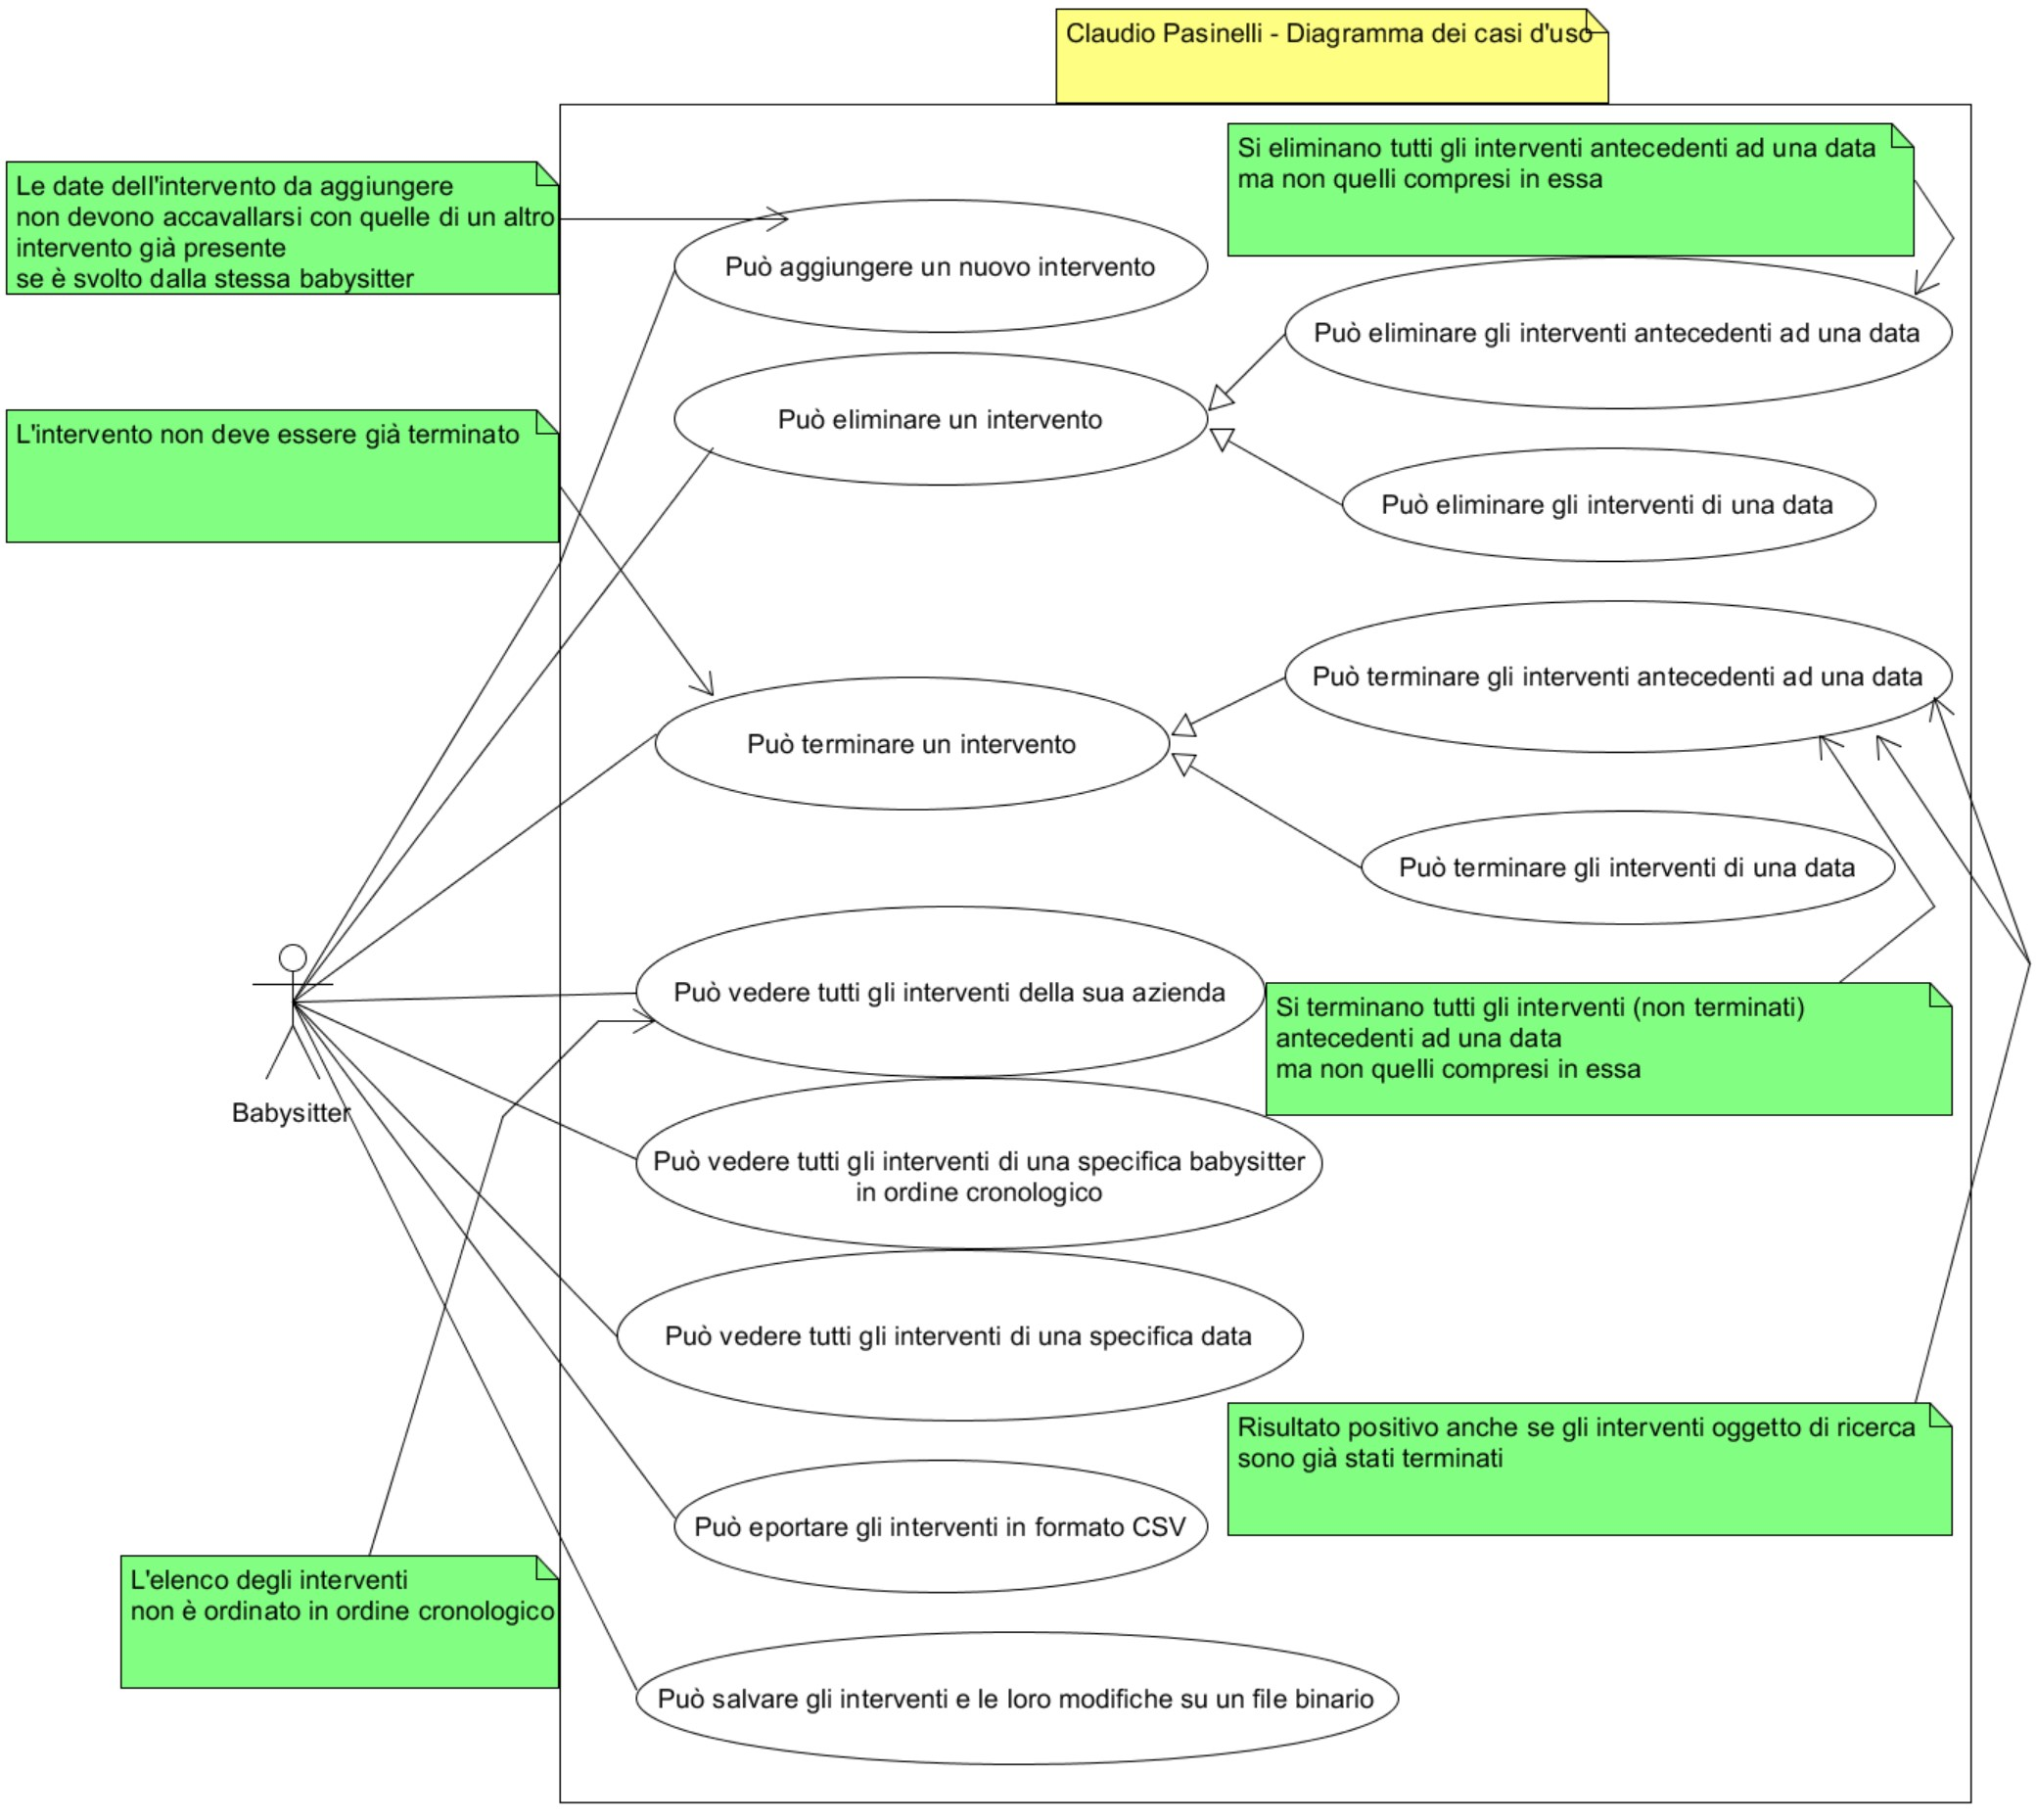 Claudio Pasinelli - Diagramma dei casi d'uso
Si eliminano tutti gli interventi antecedenti ad una data
ma non quelli compresi in essa
Le date dell'intervento da aggiungere
non devono accavallarsi con quelle di un altro
intervento già presente
se è svolto dalla stessa babysitter
Può aggiungere un nuovo intervento
Può eliminare gli interventi antecedenti ad una data
Può eliminare un intervento
L'intervento non deve essere già terminato
Può eliminare gli interventi di una data
Può terminare gli interventi antecedenti ad una data
Può terminare un intervento
Può terminare gli interventi di una data
Può vedere tutti gli interventi della sua azienda
Si terminano tutti gli interventi (non terminati)
antecedenti ad una data
ma non quelli compresi in essa
Babysitter
Può vedere tutti gli interventi di una specifica babysitter
in ordine cronologico
Può vedere tutti gli interventi di una specifica data
Risultato positivo anche se gli interventi oggetto di ricerca
sono già stati terminati
Può eportare gli interventi in formato CSV
L'elenco degli interventi
non è ordinato in ordine cronologico
Può salvare gli interventi e le loro modifiche su un file binario